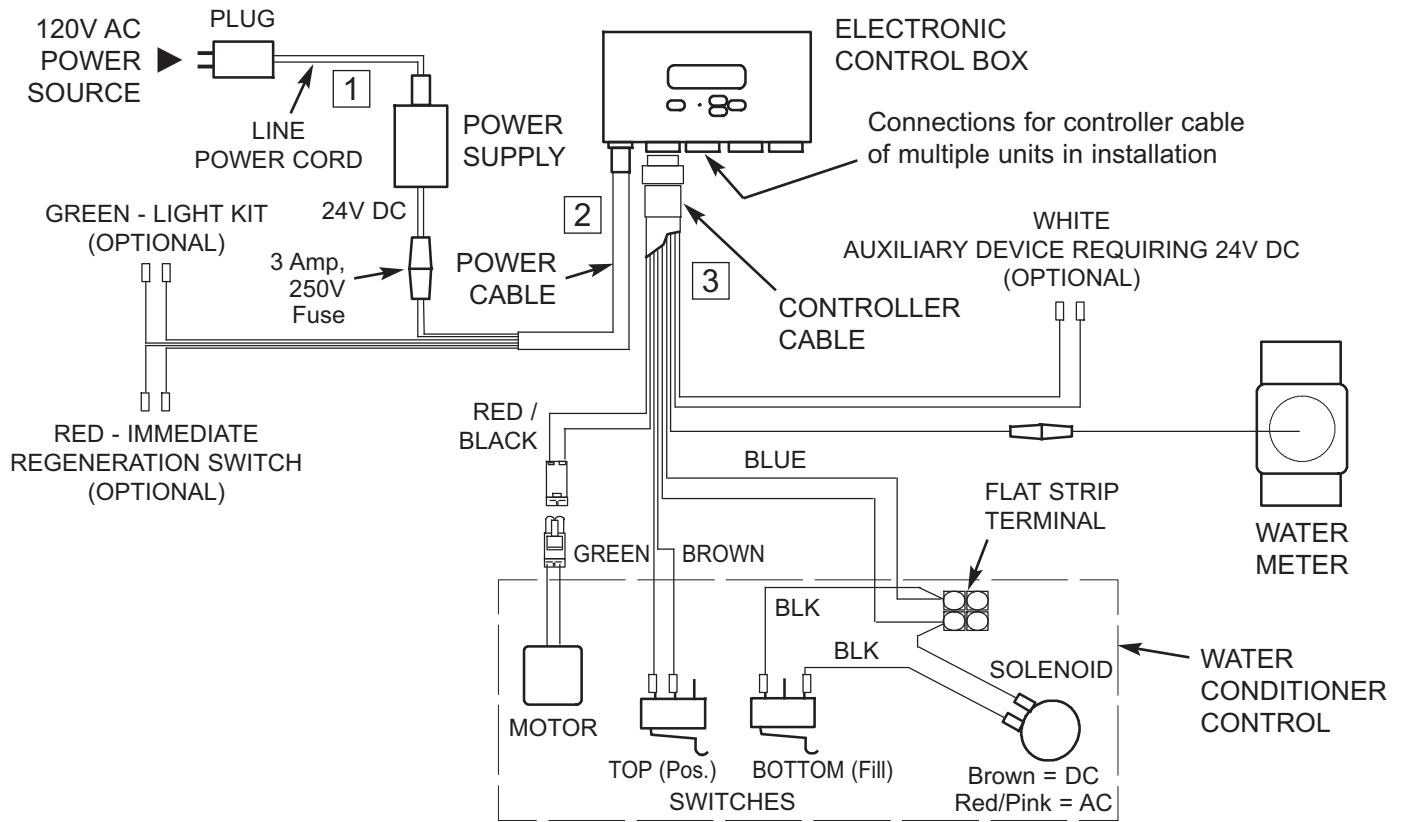 120V AC
POWER
SOURCE
PLUG
1
LINE
POWER CORD
POWER
SUPPLY
ELECTRONIC
CONTROL BOX
Connections for controller cable
of multiple units in installation
GREEN - LIGHT KIT
(OPTIONAL)
24V DC
3 Amp,
250V
Fuse
2
POWER
CABLE
3
CONTROLLER
CABLE
WHITE
AUXILIARY DEVICE REQUIRING 24V DC
(OPTIONAL)
RED - IMMEDIATE
REGENERATION SWITCH
(OPTIONAL)
RED /
BLACK
BLUE
FLAT STRIP
TERMINAL
WATER
METER
GREEN
BROWN
BLK
BLK
SOLENOID
WATER
CONDITIONER
CONTROL
MOTOR
TOP (Pos.)
BOTTOM (Fill)
SWITCHES
Brown = DC
Red/Pink = AC